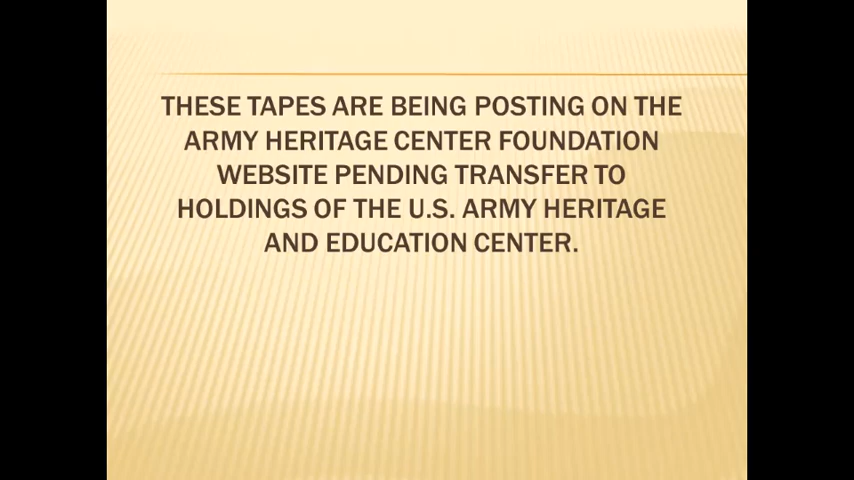 THESE TAPES ARE BEING POSTING ON THE
ARMY HERITAGE CENTER FOUNDATION
WEBSITE PENDING TRANSFER TO
HOLDINGS OF THE U.S. ARMY HERITAGE
AND EDUCATION CENTER.